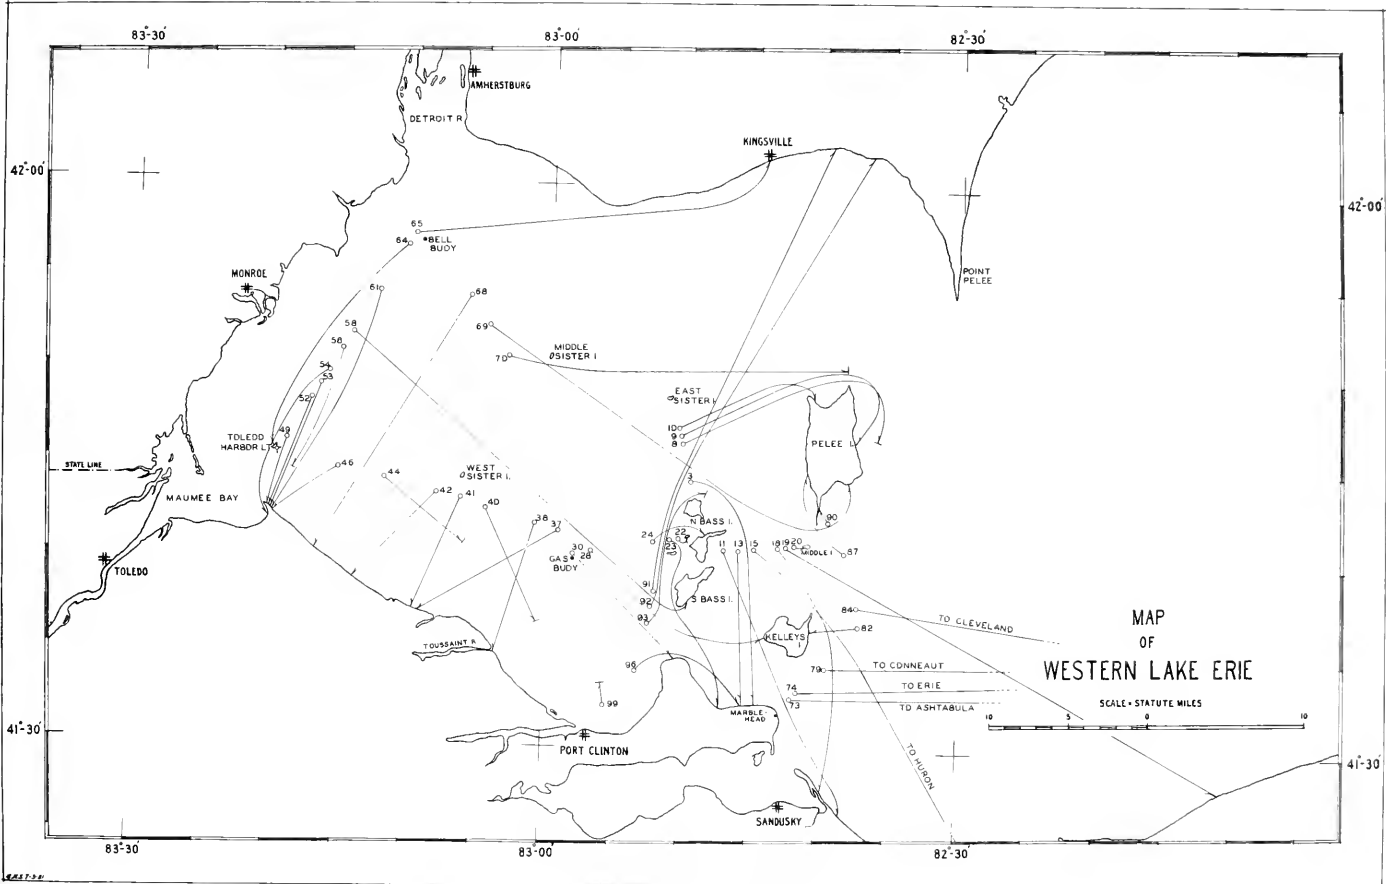 83°-30'
83°-00'
82°-30'
AMHERSTBURG
DETROIT R.
KINGSVILLE
42°-00'
42°-00'
65
64
BELL
BUOY
MONROE
POINT
PELEE
61
68
58
69
58
MIDDLE
SISTER I
70
54
53
52
EAST
SISTER I.
10
9
8
49
TOLEDO
HARBOR LT.
PELEE I.
STATE LINE
46
44
WEST
SISTER I.
3
MAUMEE BAY
42
41
40
38
37
N BASS I.
90
24
22
23
11
13
15
18
19
20
MIDDLE I
87
30
28
GAS
BUOY
TOLEDO
91
92
93
S BASS I.
84
TO CLEVELAND
82
MAP
OF
WESTERN LAKE ERIE
KELLEYS
I.
TOUSSAINT R
96
79
TO CONNEAUT
74
TO ERIE
73
TO ASHTABULA
SCALE = STATUTE MILES
10
5
0
10
99
MARBLE-
HEAD
41°-30'
PORT CLINTON
TO HURON
41°-30'
SANDUSKY
83°-30'
83°-00'
82°-30'